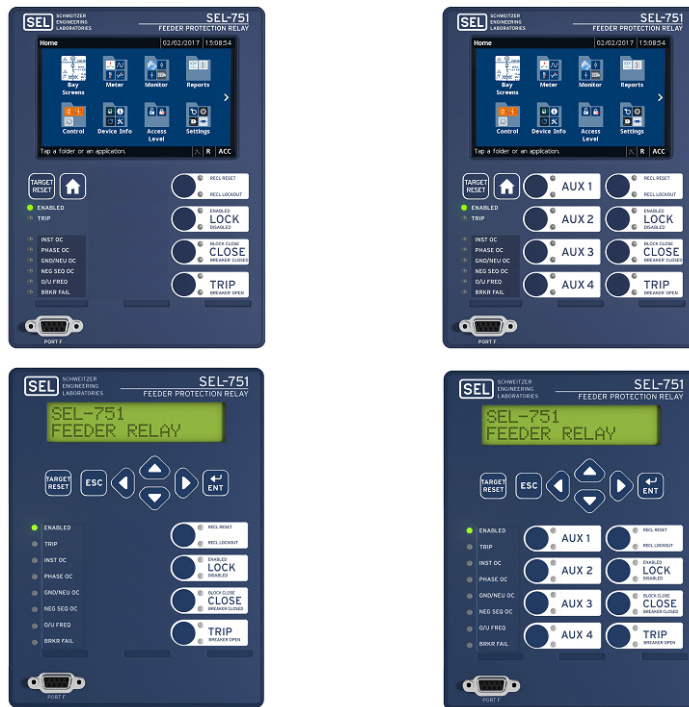 SEL SCHWEITZER ENGINEERING LABORATORIES
SEL-751
FEEDER PROTECTION RELAY
Home 02/02/2017 15:08:54
Bay Screens Meter Monitor Reports
Control Device Info Access Level Settings
Tap a folder or an application. R ACC
TARGET RESET
RECL RESET
RECL LOCKOUT
ENABLED
TRIP
ENABLED
LOCK
DISABLED
INST OC
PHASE OC
GND/NEU OC
NEG SEQ OC
O/U FREQ
BRKR FAIL
BLOCK CLOSE
CLOSE
BREAKER CLOSED
TRIP
BREAKER OPEN
PORT F
SEL SCHWEITZER ENGINEERING LABORATORIES
SEL-751
FEEDER PROTECTION RELAY
Home 02/02/2017 15:08:54
Bay Screens Meter Monitor Reports
Control Device Info Access Level Settings
Tap a folder or an application. R ACC
TARGET RESET
AUX 1
RECL RESET
RECL LOCKOUT
ENABLED
TRIP
AUX 2
ENABLED
LOCK
DISABLED
INST OC
PHASE OC
GND/NEU OC
NEG SEQ OC
O/U FREQ
BRKR FAIL
AUX 3
BLOCK CLOSE
CLOSE
BREAKER CLOSED
AUX 4
TRIP
BREAKER OPEN
PORT F
SEL SCHWEITZER ENGINEERING LABORATORIES
SEL-751
FEEDER PROTECTION RELAY
SEL-751
FEEDER RELAY
TARGET RESET ESC ENT
ENABLED
TRIP
INST OC
PHASE OC
GND/NEU OC
NEG SEQ OC
O/U FREQ
BRKR FAIL
RECL RESET
RECL LOCKOUT
ENABLED
LOCK
DISABLED
BLOCK CLOSE
CLOSE
BREAKER CLOSED
TRIP
BREAKER OPEN
PORT F
SEL SCHWEITZER ENGINEERING LABORATORIES
SEL-751
FEEDER PROTECTION RELAY
SEL-751
FEEDER RELAY
TARGET RESET ESC ENT
ENABLED
TRIP
INST OC
PHASE OC
GND/NEU OC
NEG SEQ OC
O/U FREQ
BRKR FAIL
AUX 1
AUX 2
AUX 3
AUX 4
RECL RESET
RECL LOCKOUT
ENABLED
LOCK
DISABLED
BLOCK CLOSE
CLOSE
BREAKER CLOSED
TRIP
BREAKER OPEN
PORT F